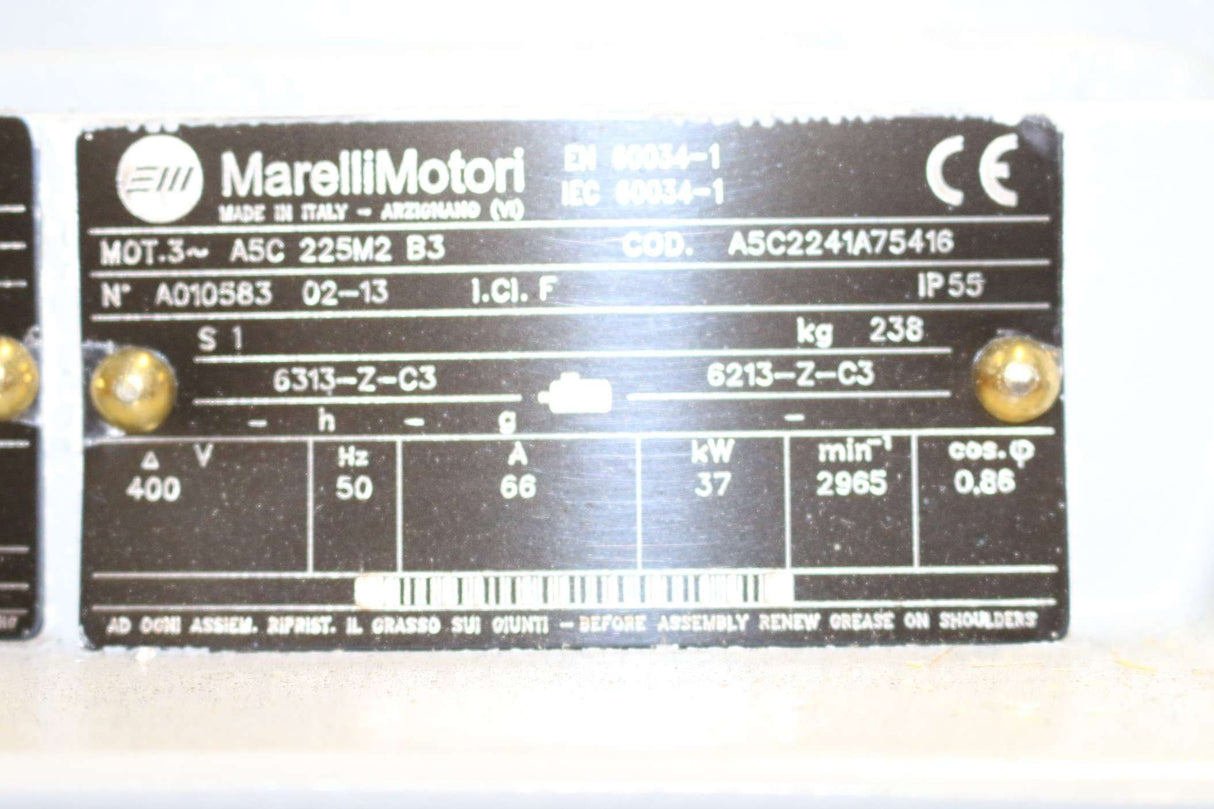 MarelliMotori EN 60034-1 CE
MADE IN ITALY - ARZIGNANO (VI) IEC 60034-1
MOT.3~ A5C 225M2 B3 COD. A5C2241A75416
N° A010583 02-13 I.Cl. F IP 55
S 1 kg 238
6313-Z-C3 6213-Z-C3
- h - g -
Δ V Hz A kW min⁻¹ cos.φ
400 50 66 37 2965 0,86
AD OGNI ASSIEM. RIPRIST. IL GRASSO SUI GIUNTI - BEFORE ASSEMBLY RENEW GREASE ON SHOULDERS